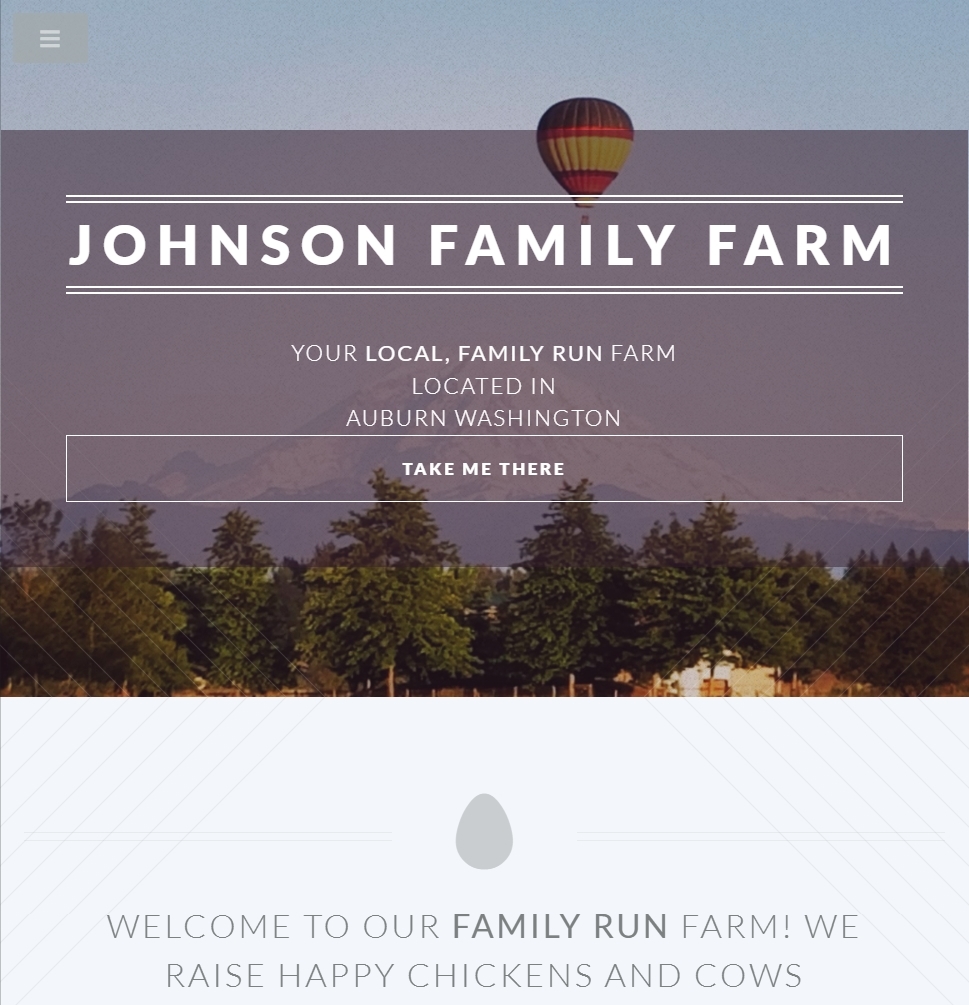 JOHNSON FAMILY FARM
YOUR LOCAL, FAMILY RUN FARM
LOCATED IN
AUBURN WASHINGTON
TAKE ME THERE
WELCOME TO OUR FAMILY RUN FARM! WE
RAISE HAPPY CHICKENS AND COWS